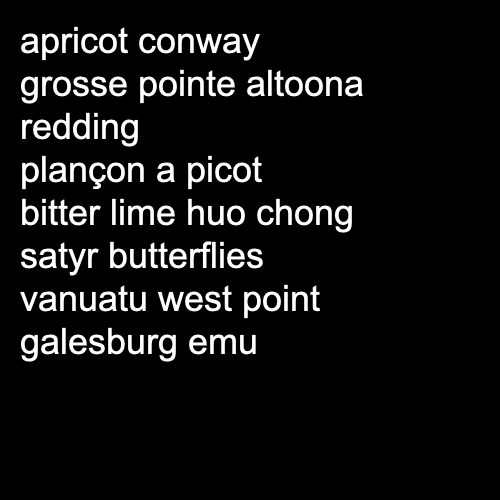 apricot conway
grosse pointe altoona
redding
plançon a picot
bitter lime huo chong
satyr butterflies
vanuatu west point
galesburg emu